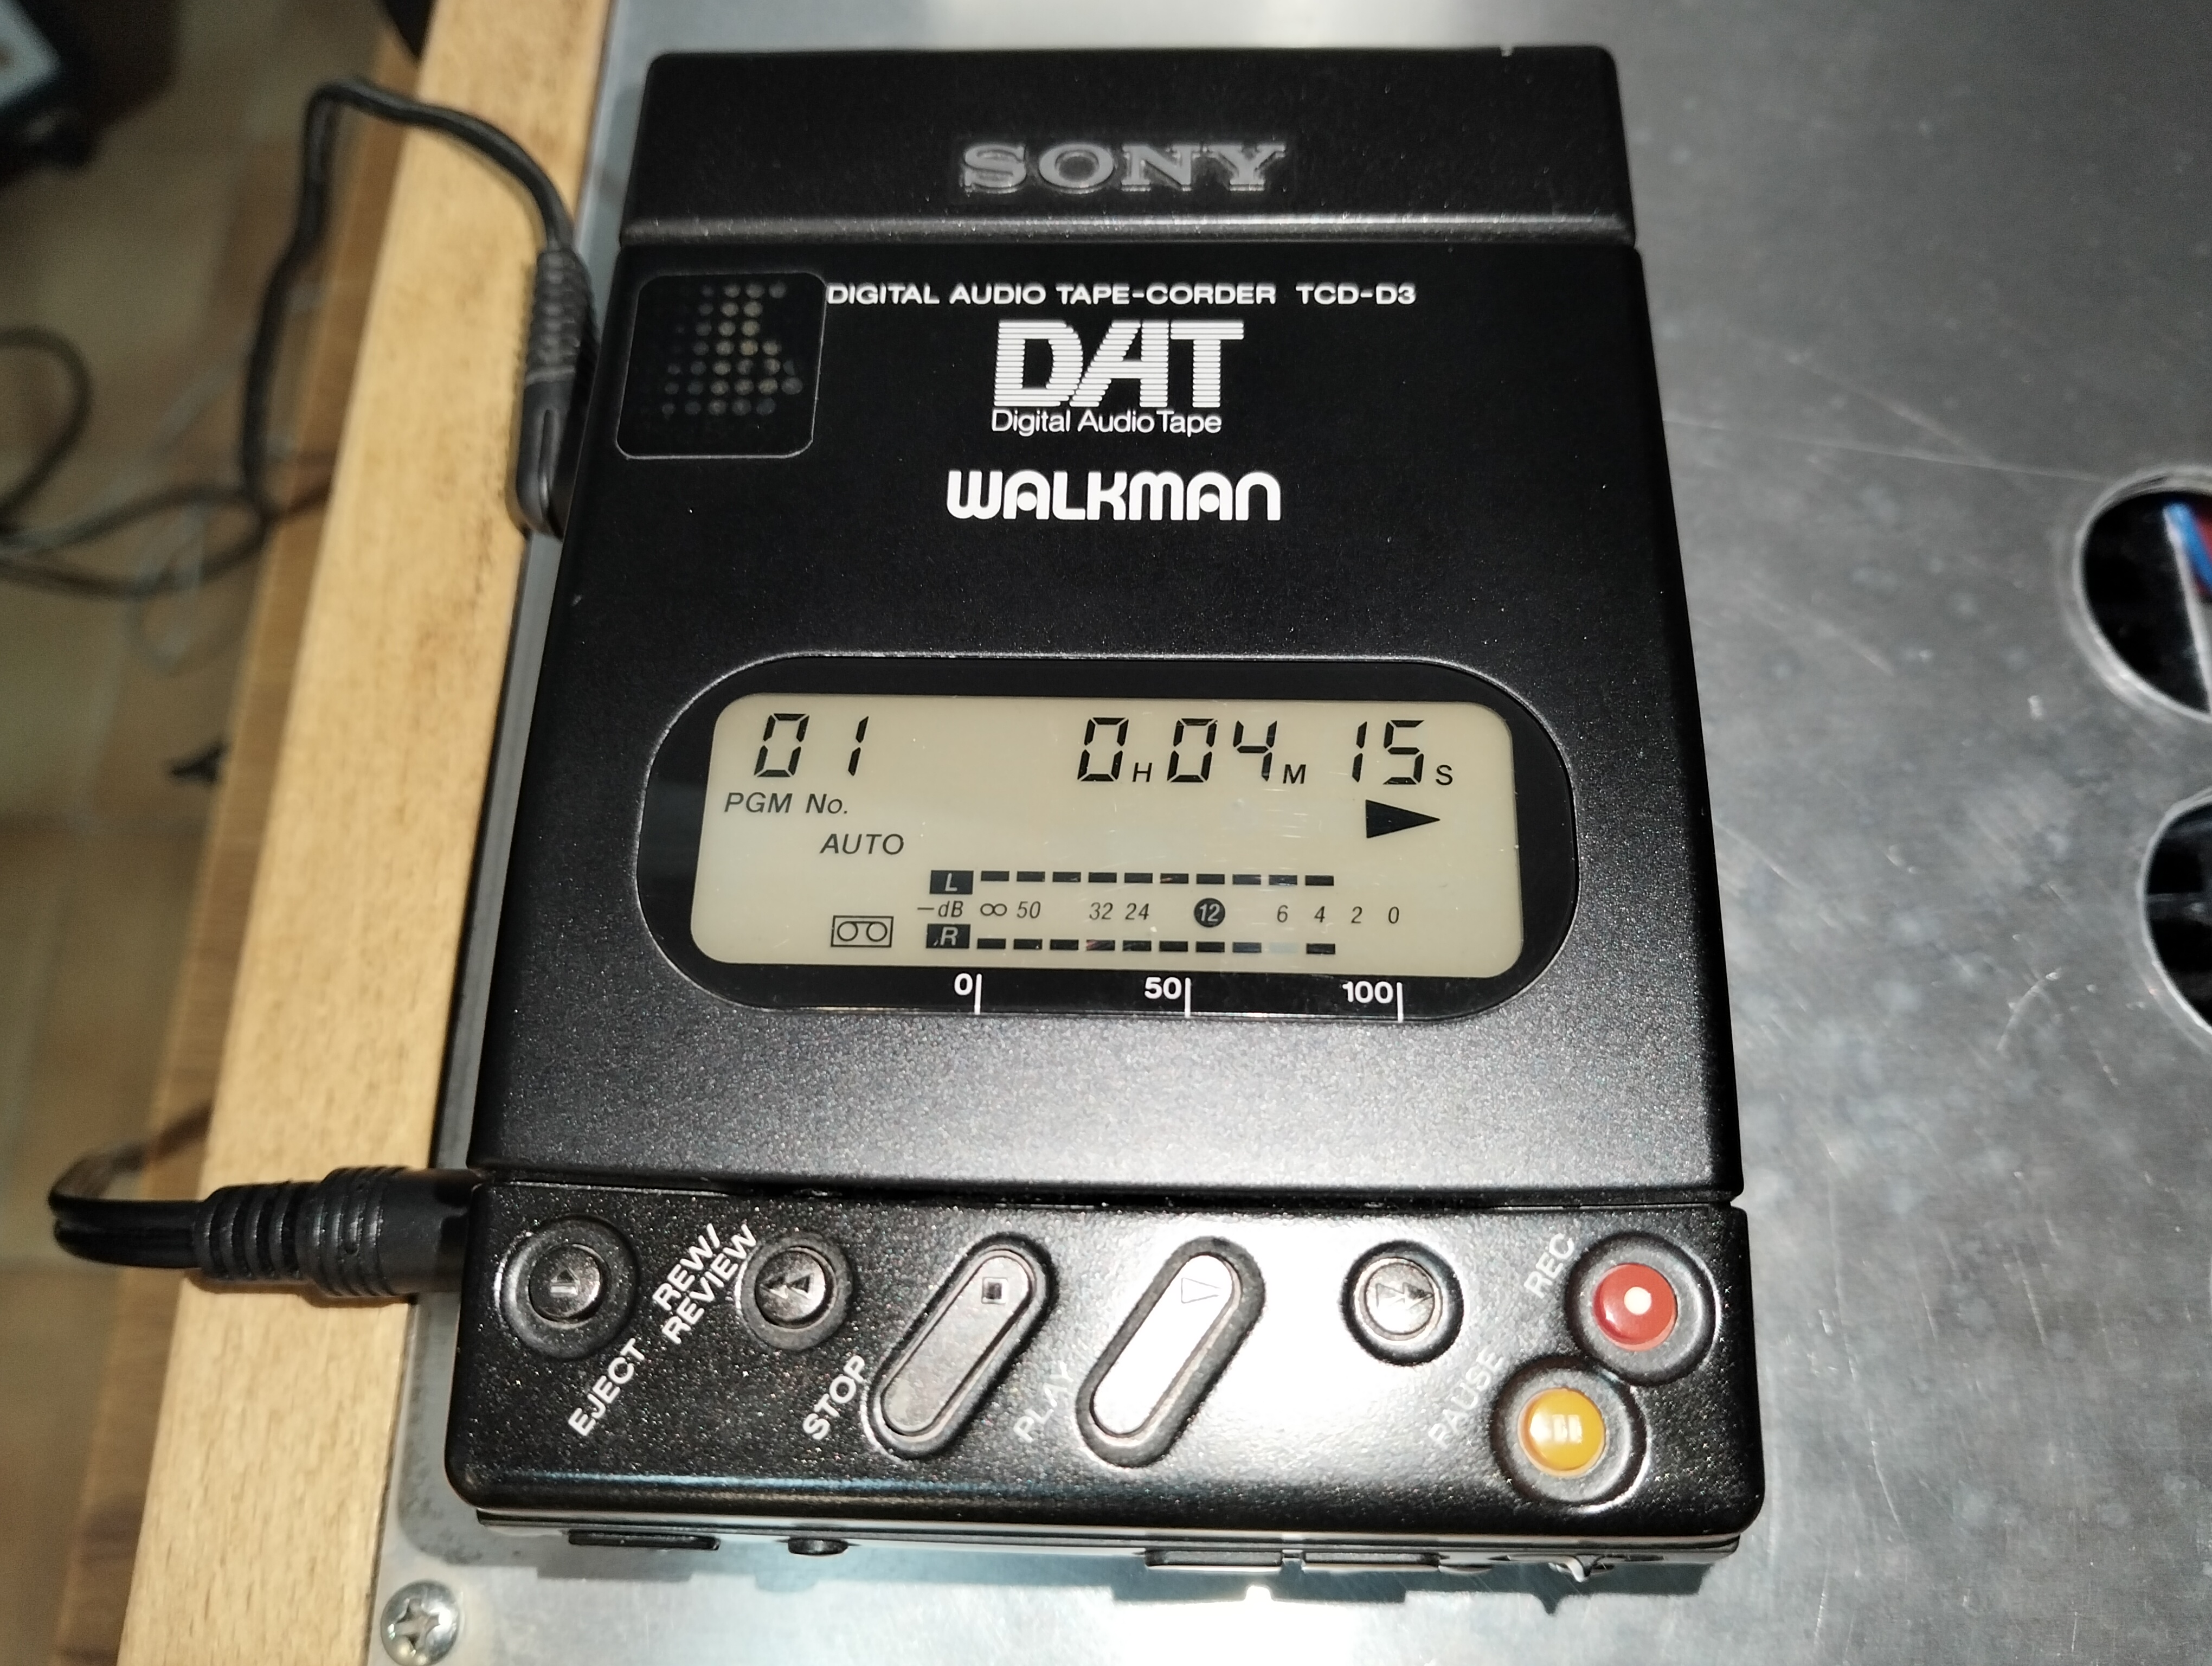 SONY
DIGITAL AUDIO TAPE-CORDER TCD-D3
DAT
Digital Audio Tape
WALKMAN
01 0H04M15S
PGM No.
AUTO
L
-dB ∞ 50 32 24 12 6 4 2 0
R
0 50 100
EJECT
REW/
REVIEW
STOP
PLAY
PAUSE
REC